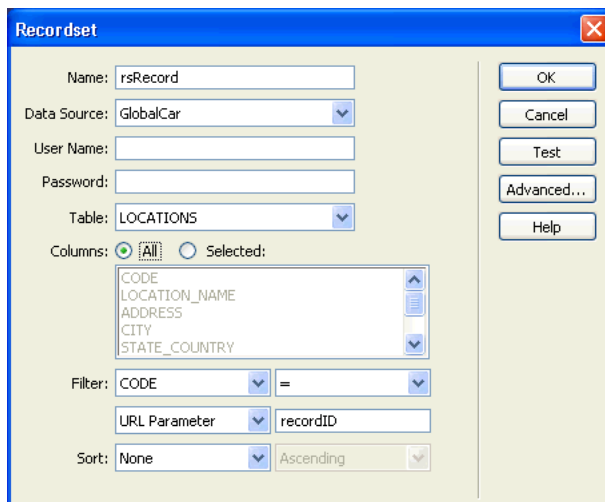 Recordset
Name: rsRecord
OK
Data Source: GlobalCar
Cancel
User Name:
Test
Password:
Advanced...
Table: LOCATIONS
Help
Columns: All Selected:
CODE
LOCATION_NAME
ADDRESS
CITY
STATE_COUNTRY
Filter: CODE =
URL Parameter recordID
Sort: None Ascending